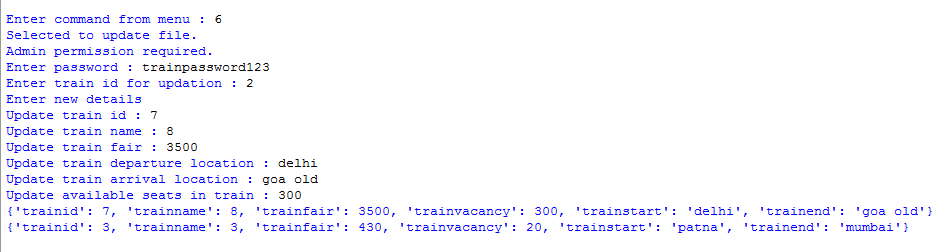 Enter command from menu : 6
Selected to update file.
Admin permission required.
Enter password : trainpassword123
Enter train id for updation : 2
Enter new details
Update train id : 7
Update train name : 8
Update train fair : 3500
Update train departure location : delhi
Update train arrival location : goa old
Update available seats in train : 300
{'trainid': 7, 'trainname': 8, 'trainfair': 3500, 'trainvacancy': 300, 'trainstart': 'delhi', 'trainend': 'goa old'}
{'trainid': 3, 'trainname': 3, 'trainfair': 430, 'trainvacancy': 20, 'trainstart': 'patna', 'trainend': 'mumbai'}